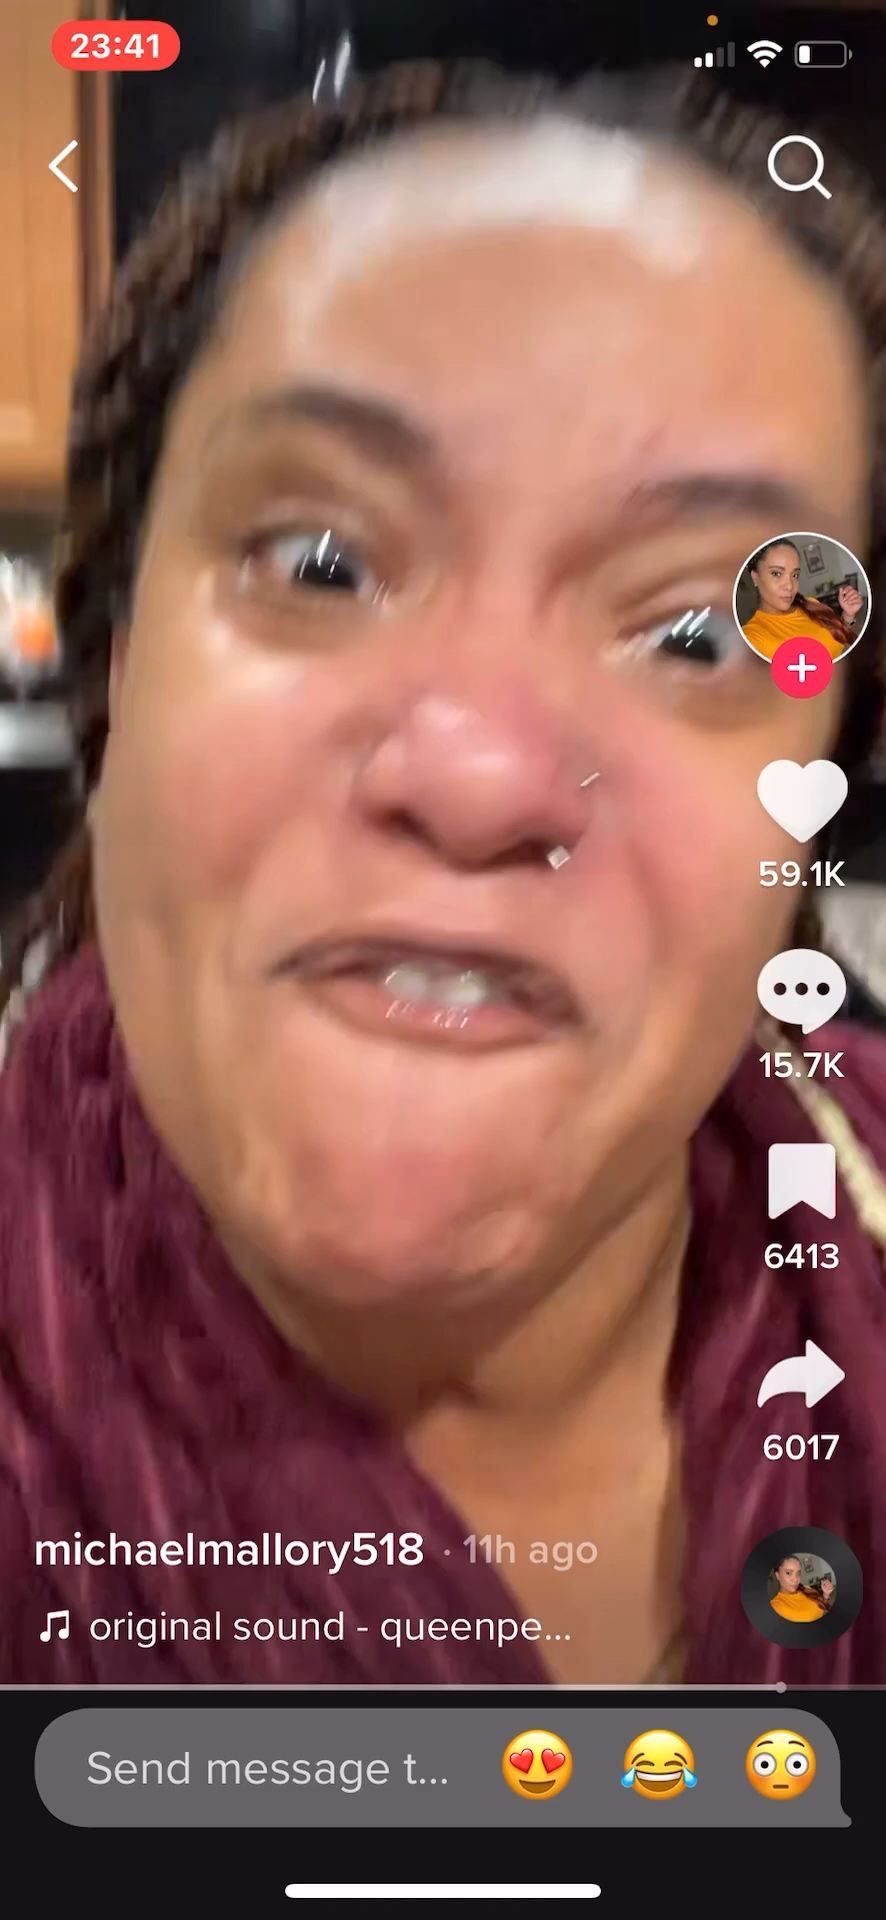 23:41
59.1K
15.7K
6413
6017
michaelmallory518 · 11h ago
original sound - queenpe...
Send message t...